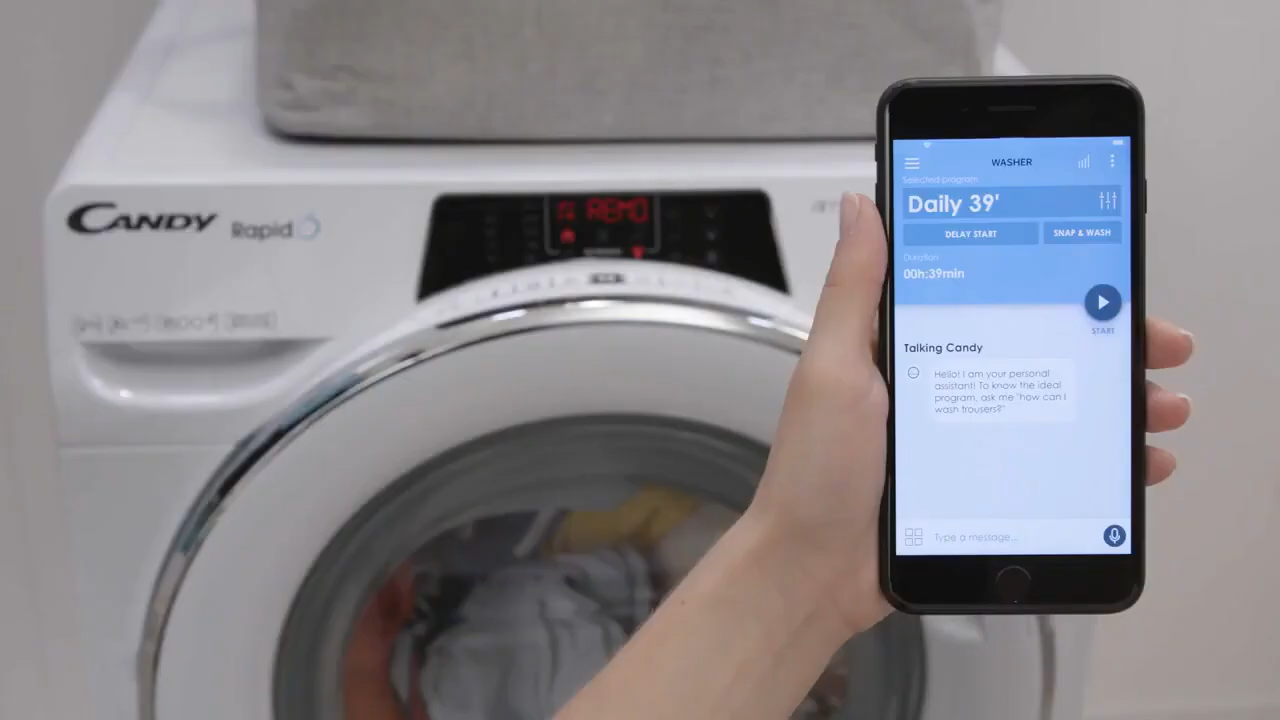 CANDY
Rapid
REMO
WASHER
Selected program
Daily 39'
DELAY START
SNAP & WASH
Duration
00h:39min
START
Talking Candy
Hello! I am your personal
assistant! To know the ideal
program, ask me "how can I
wash trousers?"
Type a message...